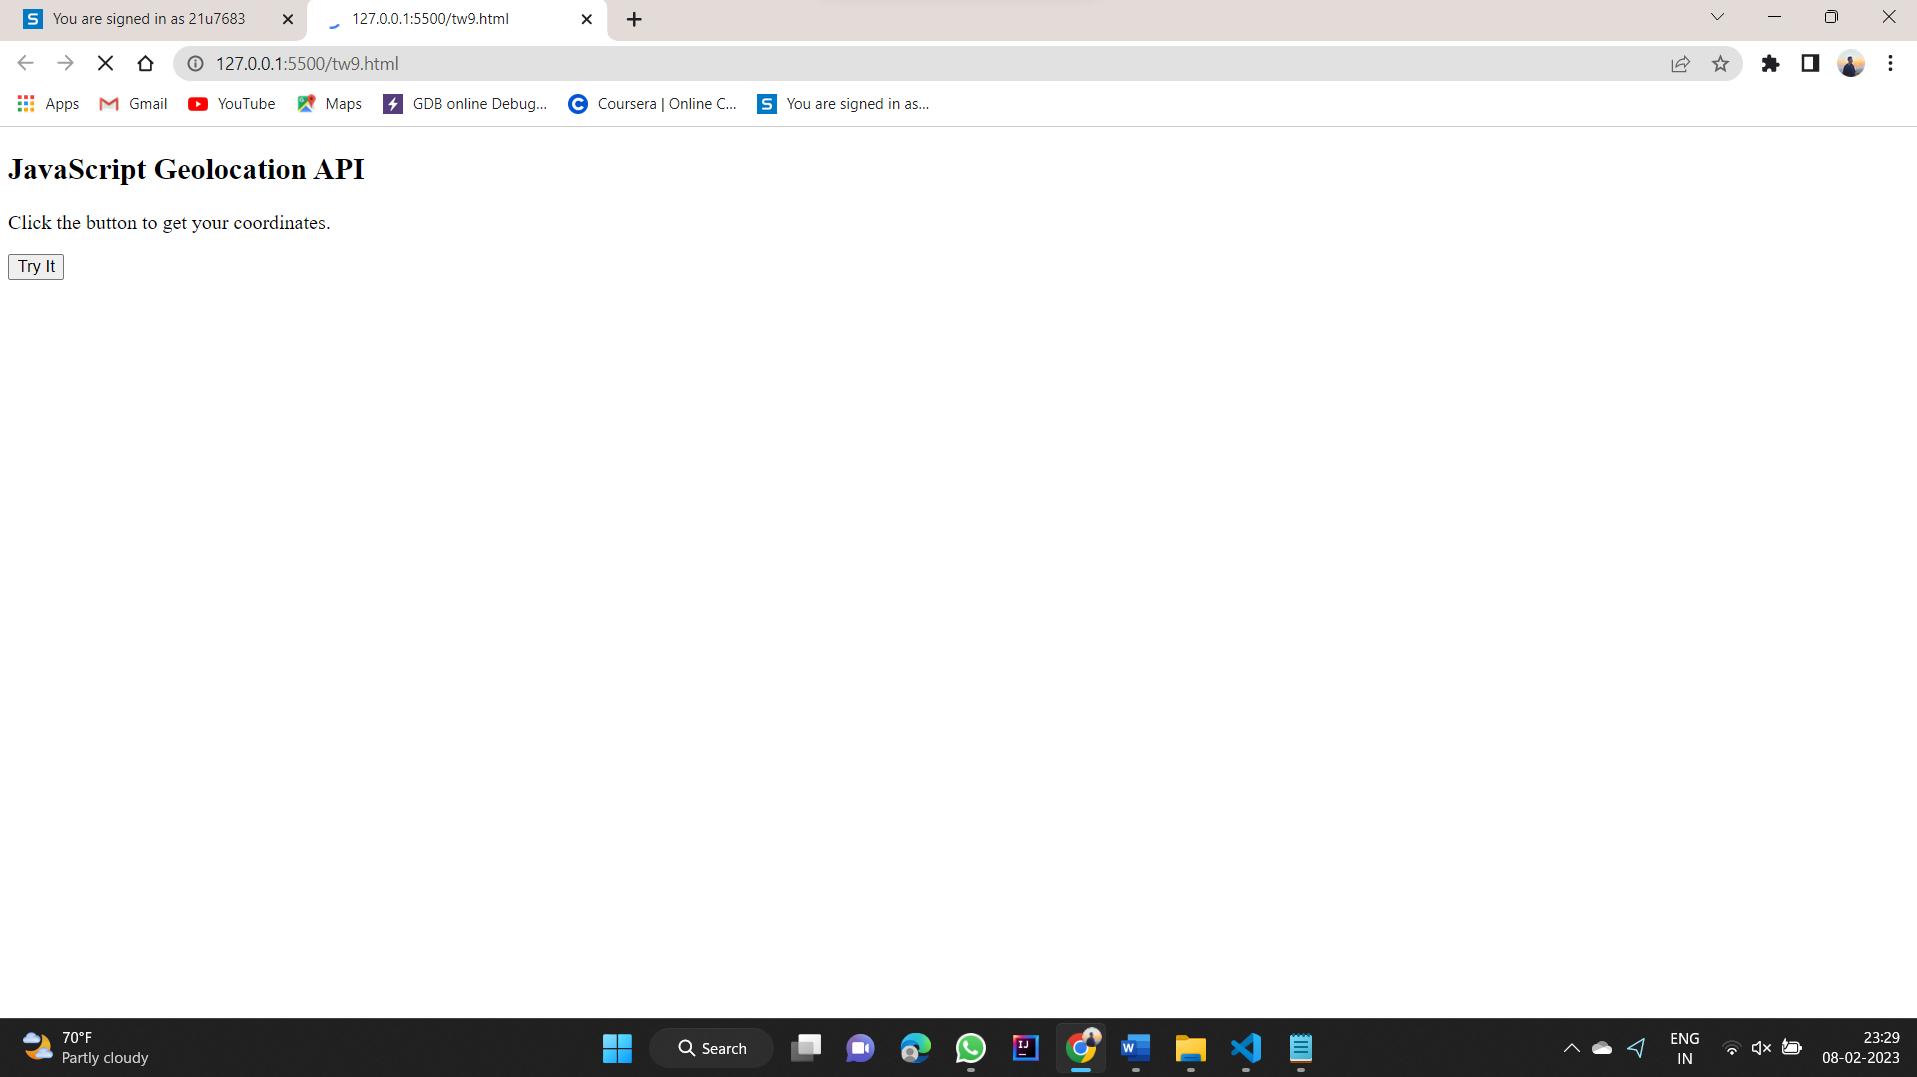 You are signed in as 21u7683
127.0.0.1:5500/tw9.html
127.0.0.1:5500/tw9.html
Apps
Gmail
YouTube
Maps
GDB online Debug...
Coursera | Online C...
You are signed in as...
JavaScript Geolocation API
Click the button to get your coordinates.
Try It
70°F
Partly cloudy
Search
ENG
IN
23:29
08-02-2023